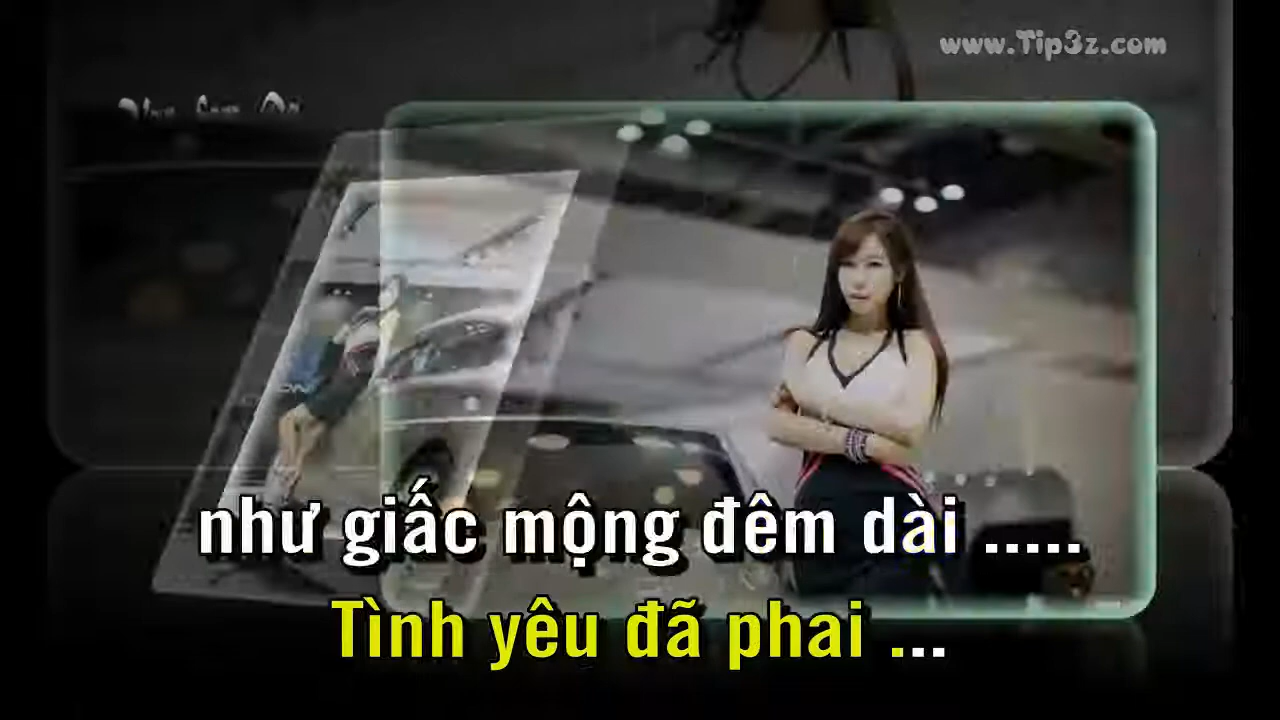 www.Tip3z.com
như giấc mộng đêm dài .....
Tình yêu đã phai ...